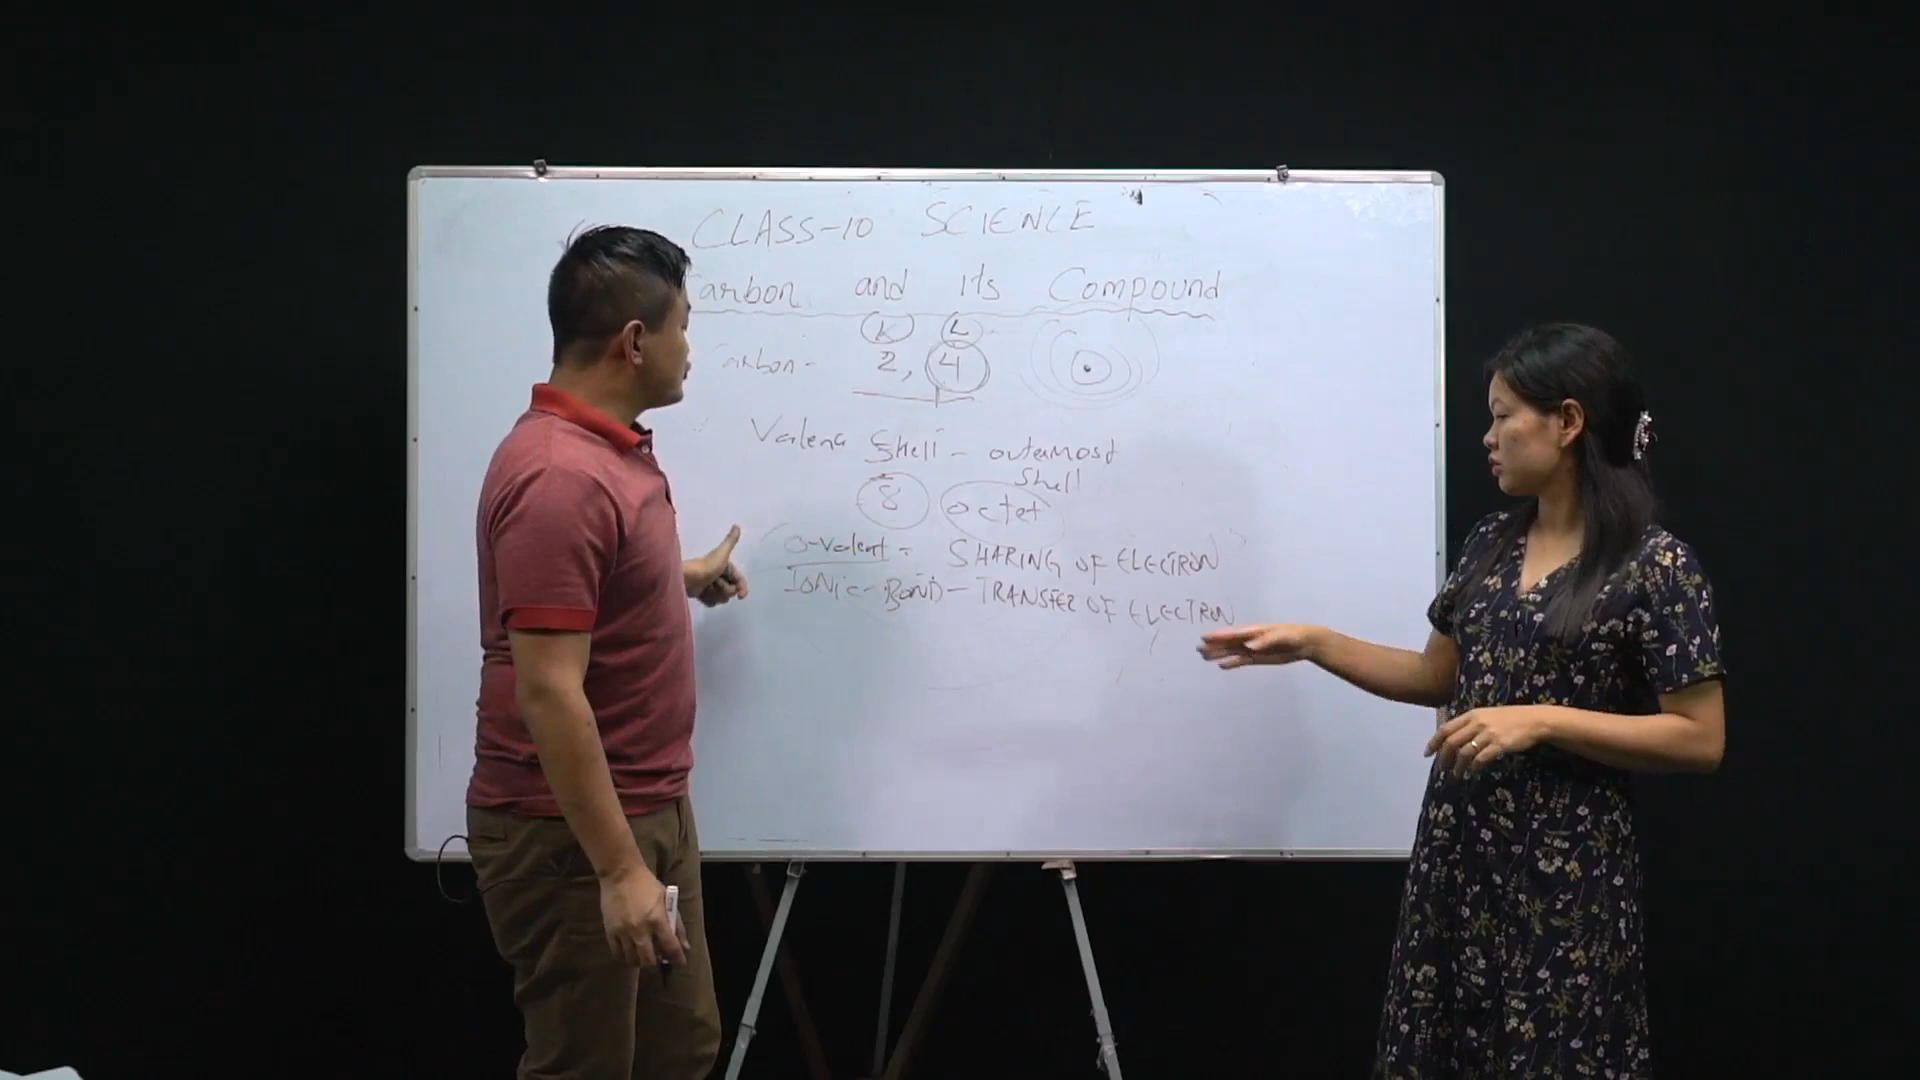 CLASS-10 SCIENCE
arbon and its Compound
K L
arbon - 2, 4
Shell - outermost
Shell
8 octet
o-valent - SHARING OF ELECTRON
IONic - BOND - TRANSFER OF ELECTRON